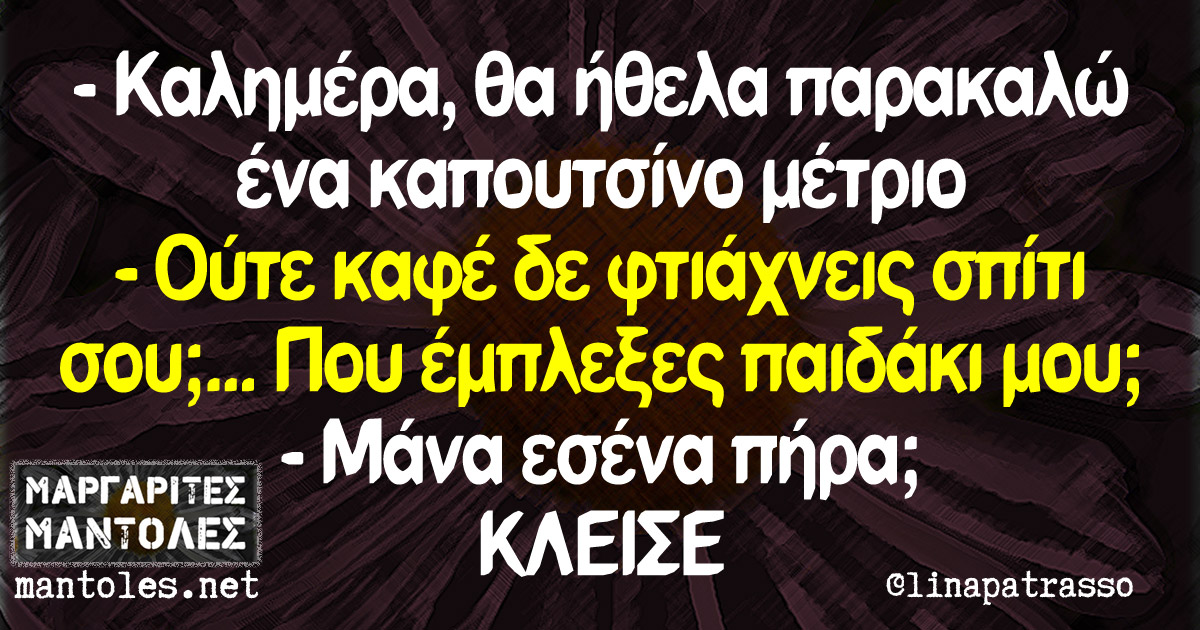 - Καλημέρα, θα ήθελα παρακαλώ
ένα καπουτσίνο μέτριο
- Ούτε καφέ δε φτιάχνεις σπίτι
σου;... Που έμπλεξες παιδάκι μου;
- Μάνα εσένα πήρα;
ΚΛΕΙΣΕ
ΜΑΡΓΑΡΙΤΕΣ
ΜΑΝΤΟΛΕΣ
mantoles.net
@linapatrasso